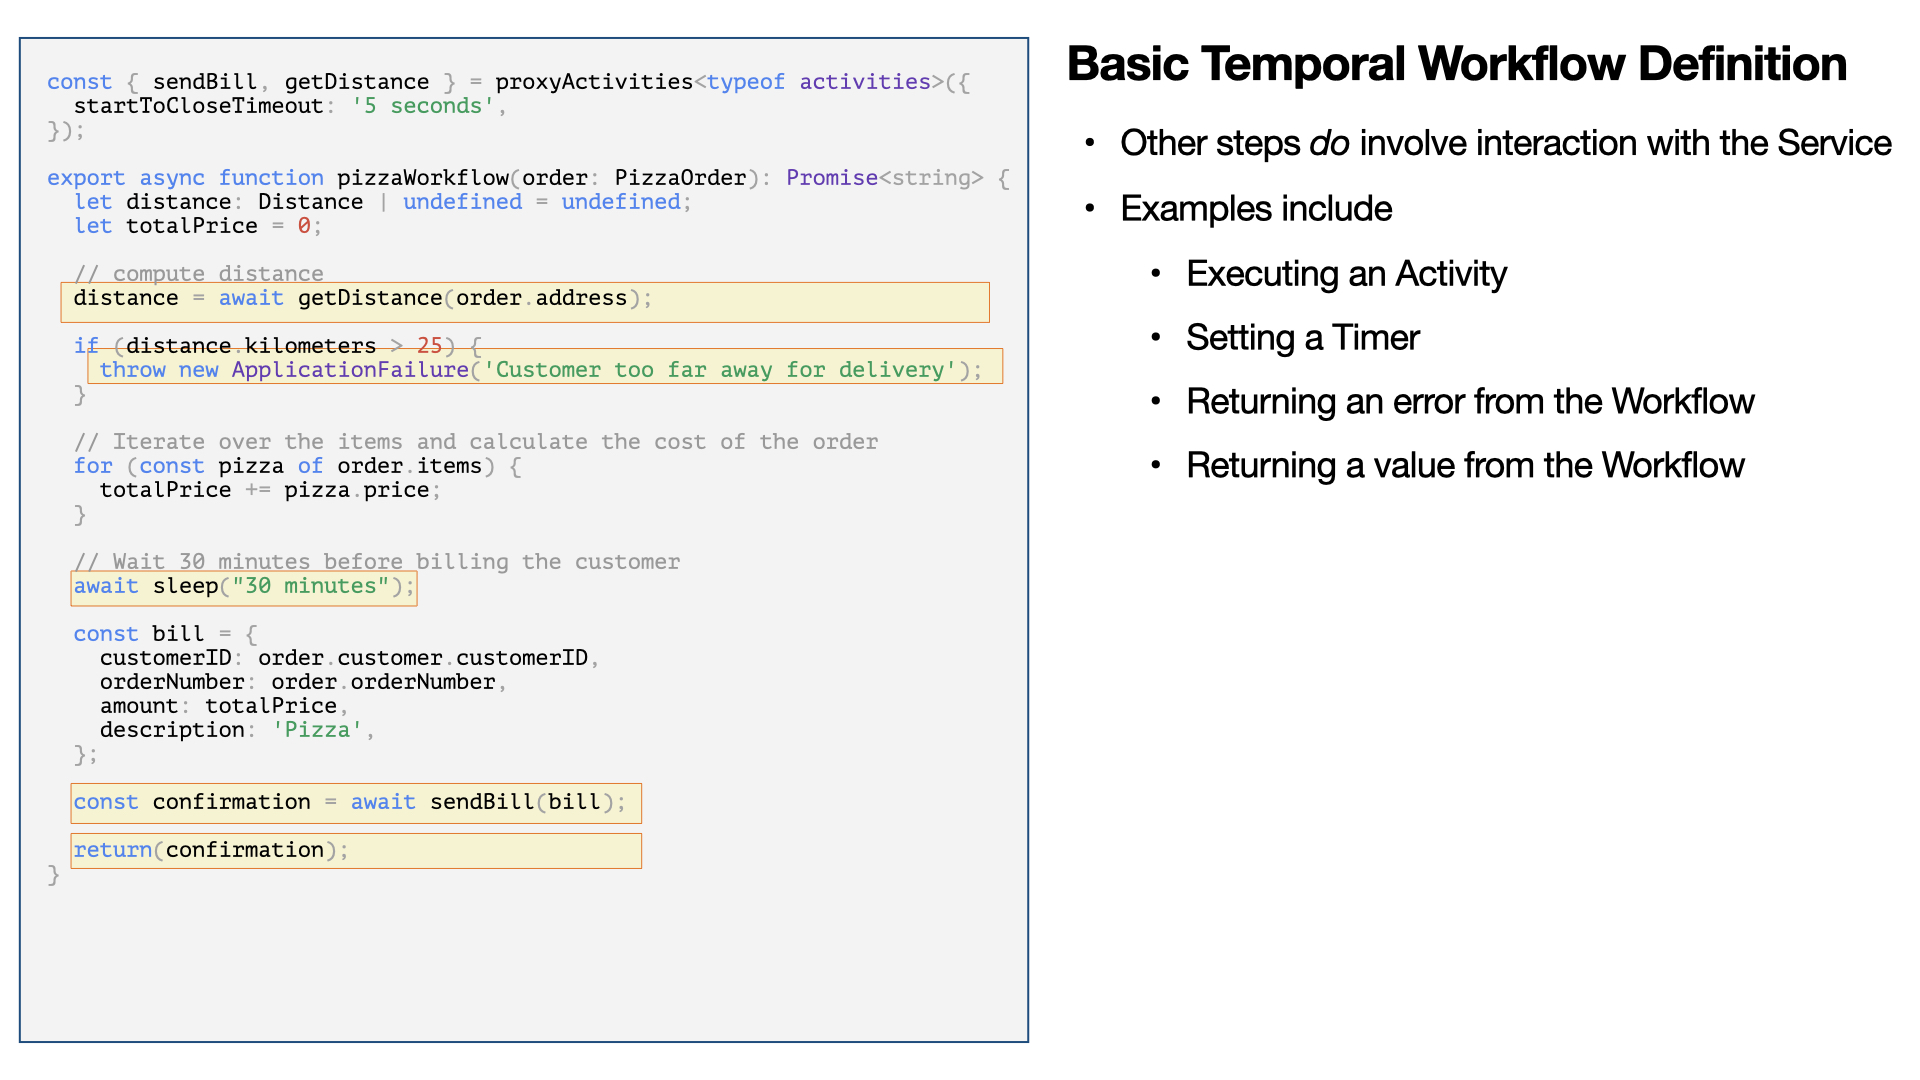 const { sendBill, getDistance } = proxyActivities<typeof activities>({
  startToCloseTimeout: '5 seconds',
});

export async function pizzaWorkflow(order: PizzaOrder): Promise<string> {
  let distance: Distance | undefined = undefined;
  let totalPrice = 0;

  // compute distance
  distance = await getDistance(order.address);

  if (distance.kilometers > 25) {
    throw new ApplicationFailure('Customer too far away for delivery');
  }

  // Iterate over the items and calculate the cost of the order
  for (const pizza of order.items) {
    totalPrice += pizza.price;
  }

  // Wait 30 minutes before billing the customer
  await sleep("30 minutes");

  const bill = {
    customerID: order.customer.customerID,
    orderNumber: order.orderNumber,
    amount: totalPrice,
    description: 'Pizza',
  };

  const confirmation = await sendBill(bill);

  return(confirmation);
}
Basic Temporal Workflow Definition
• Other steps do involve interaction with the Service
• Examples include
• Executing an Activity
• Setting a Timer
• Returning an error from the Workflow
• Returning a value from the Workflow